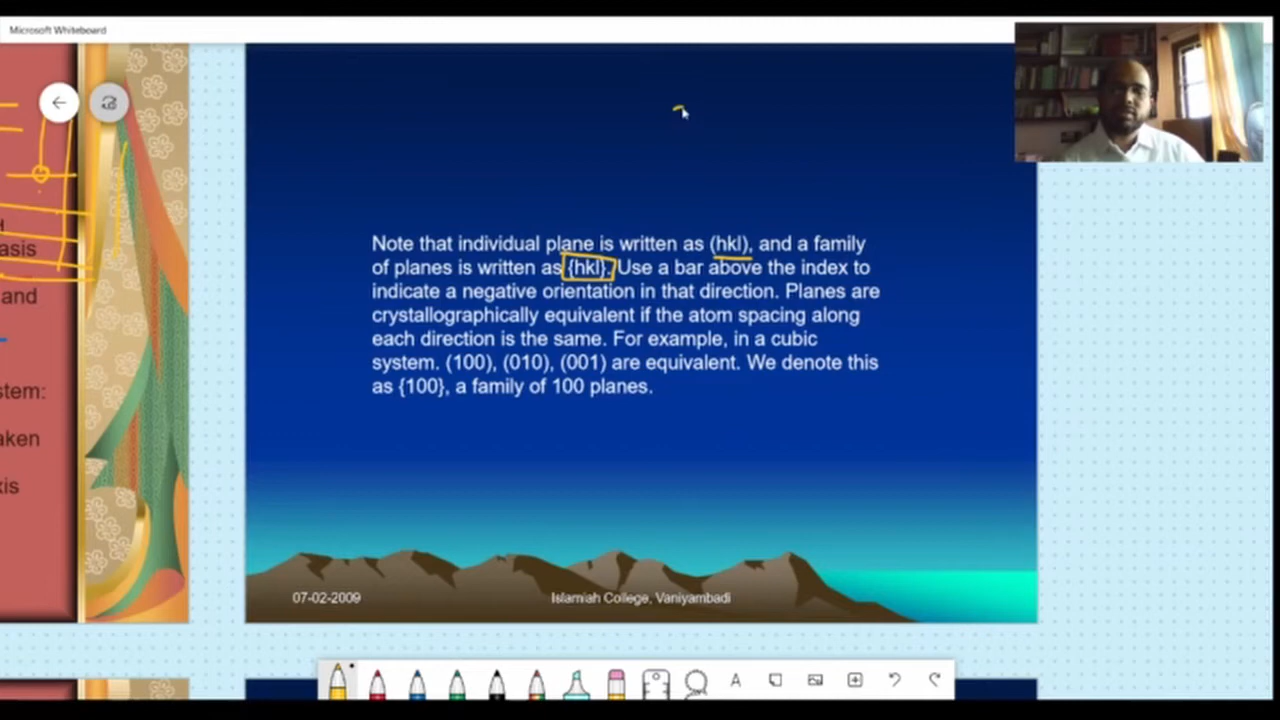 Microsoft Whiteboard
asis
and
stem:
aken
xis
Note that individual plane is written as (hkl), and a family
of planes is written as {hkl}. Use a bar above the index to
indicate a negative orientation in that direction. Planes are
crystallographically equivalent if the atom spacing along
each direction is the same. For example, in a cubic
system. (100), (010), (001) are equivalent. We denote this
as {100}, a family of 100 planes.
07-02-2009
Islamiah College, Vaniyambadi
A